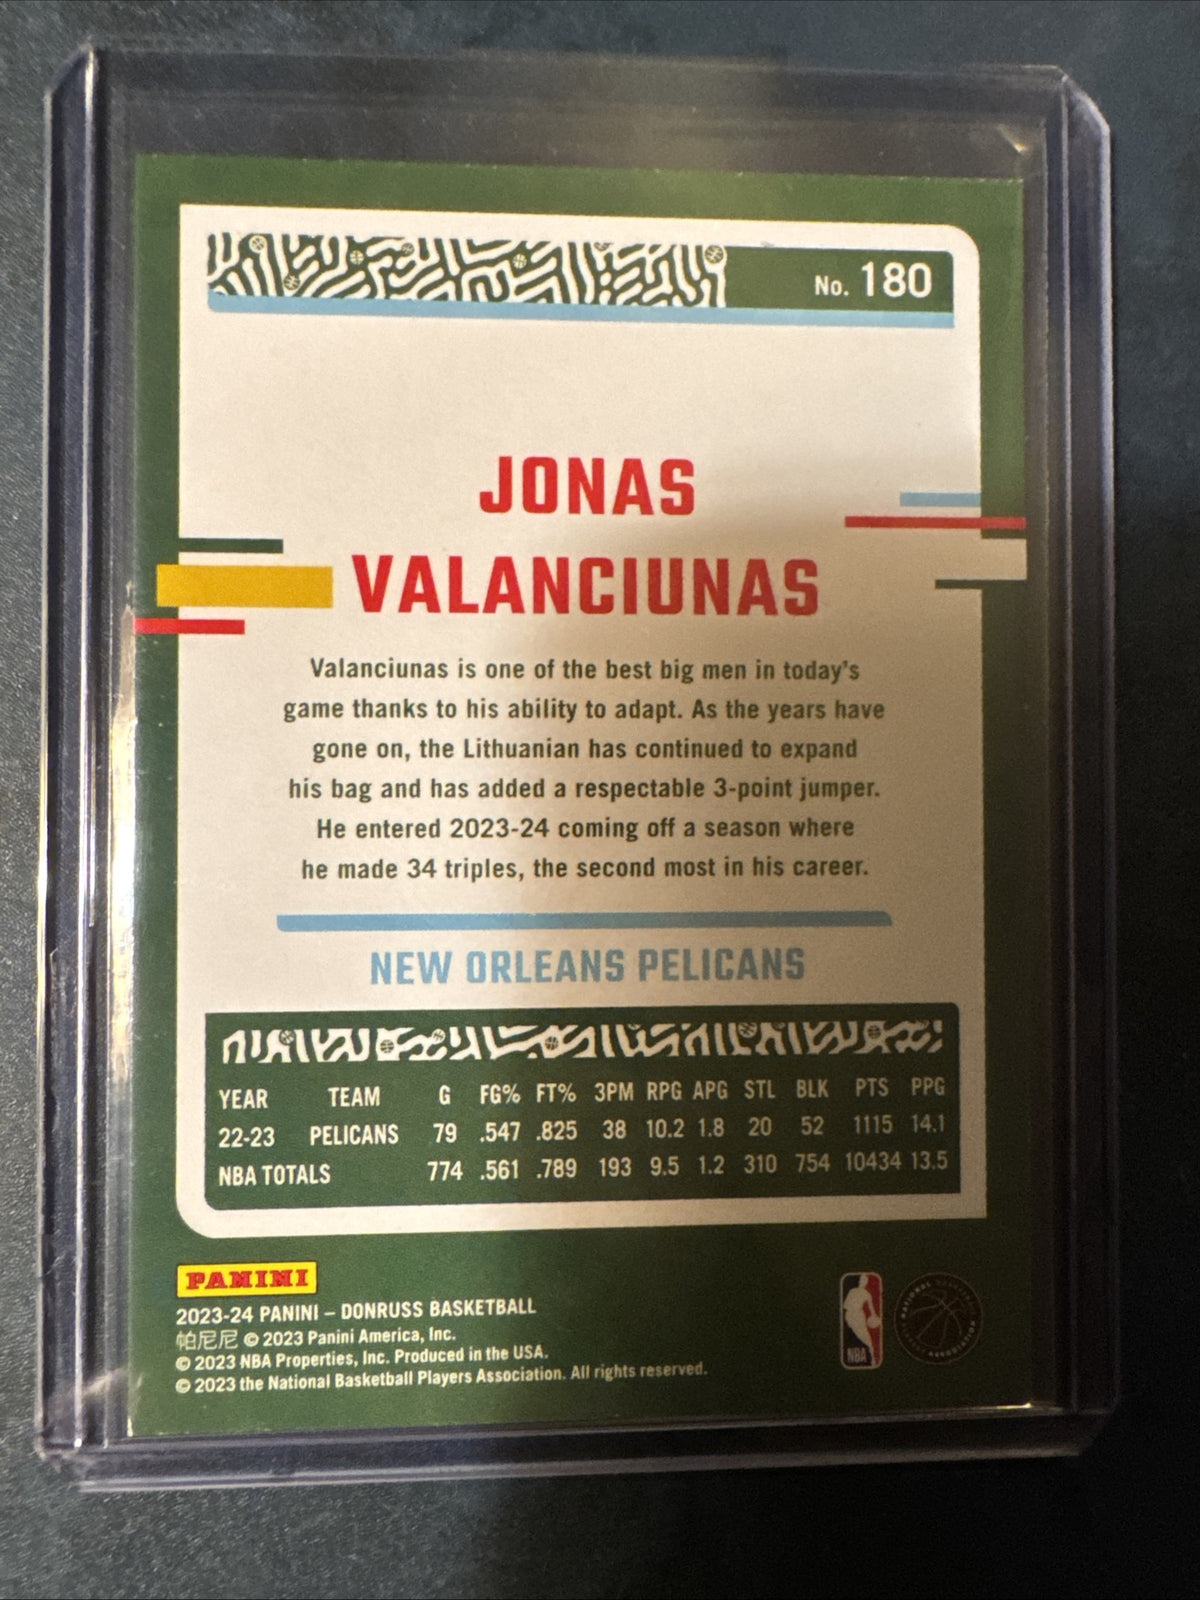 No. 180
JONAS
VALANCIUNAS
Valanciunas is one of the best big men in today's
game thanks to his ability to adapt. As the years have
gone on, the Lithuanian has continued to expand
his bag and has added a respectable 3-point jumper.
He entered 2023-24 coming off a season where
he made 34 triples, the second most in his career.
NEW ORLEANS PELICANS
YEAR TEAM G FG% FT% 3PM RPG APG STL BLK PTS PPG
22-23 PELICANS 79 .547 .825 38 10.2 1.8 20 52 1115 14.1
NBA TOTALS 774 .561 .789 193 9.5 1.2 310 754 10434 13.5
PANINI
2023-24 PANINI – DONRUSS BASKETBALL
帕尼尼 © 2023 Panini America, Inc.
© 2023 NBA Properties, Inc. Produced in the USA.
© 2023 the National Basketball Players Association. All rights reserved.
NBA